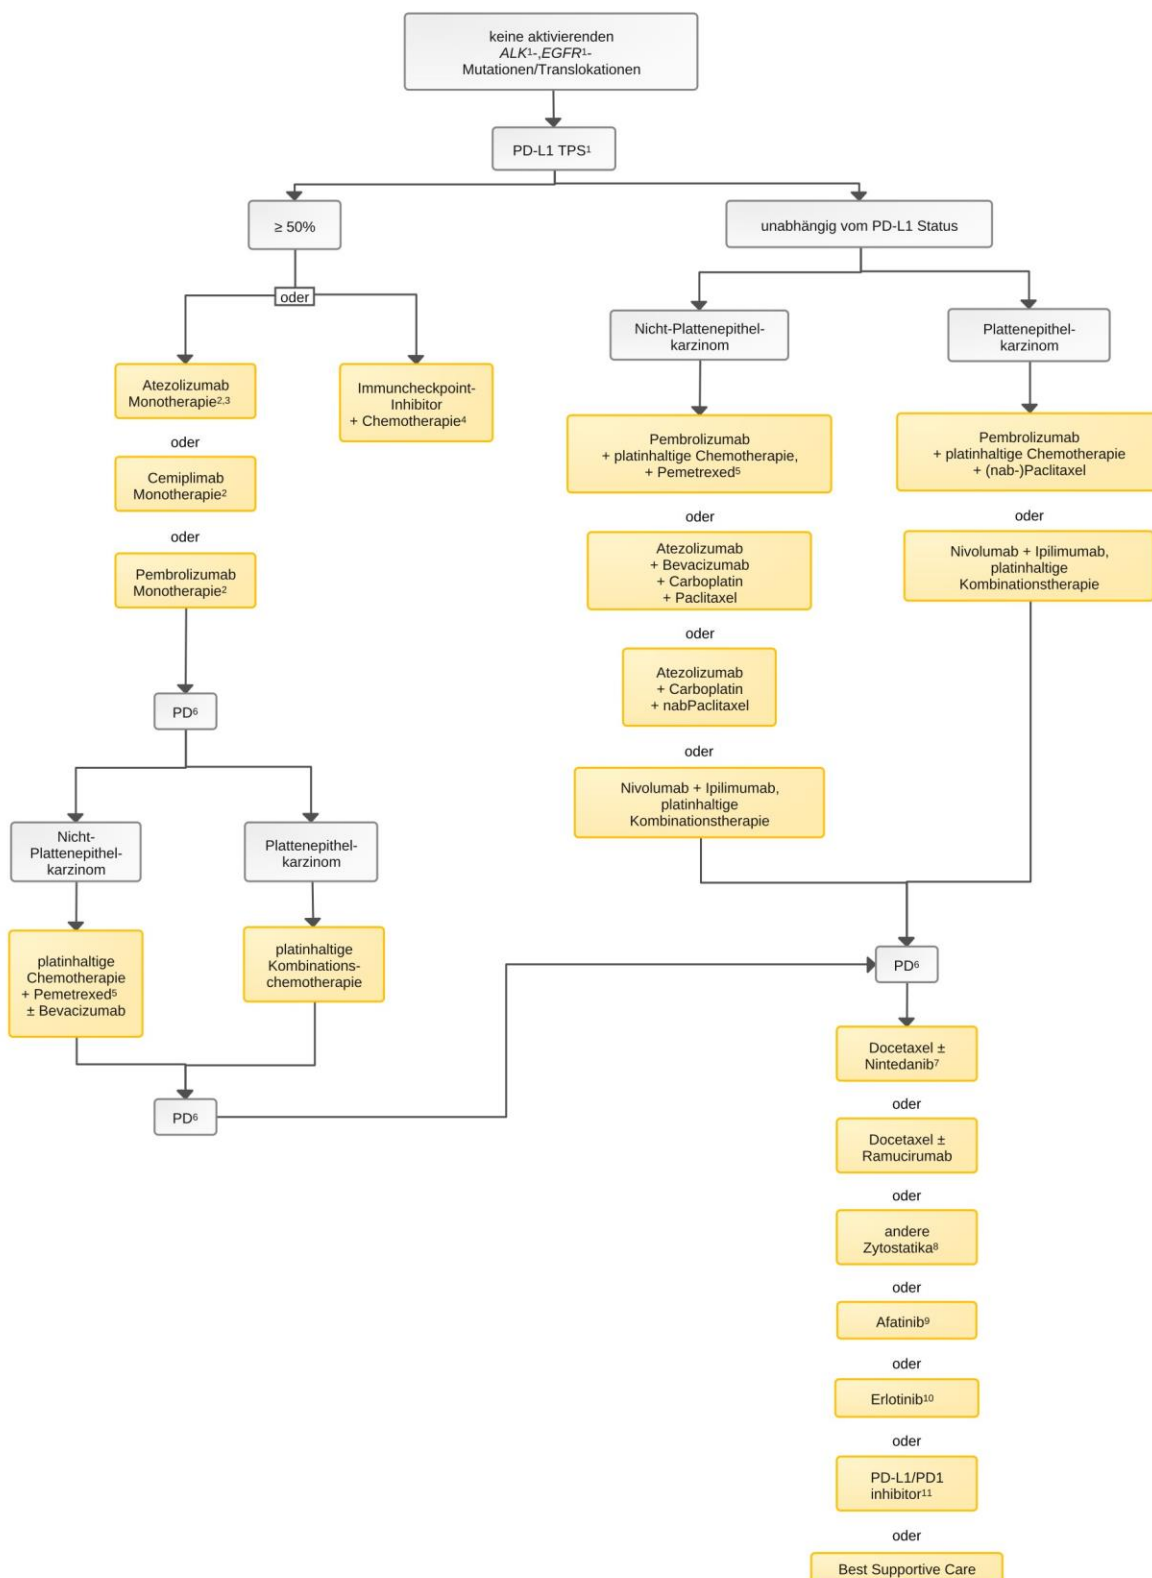 keine aktivierenden
ALK¹-,EGFR¹-
Mutationen/Translokationen
PD-L1 TPS¹
≥ 50%
unabhängig vom PD-L1 Status
oder
Nicht-Plattenepithel-
karzinom
Plattenepithel-
karzinom
Atezolizumab
Monotherapie²,³
Immuncheckpoint-
Inhibitor
+ Chemotherapie⁴
oder
Cemiplimab
Monotherapie²
oder
Pembrolizumab
Monotherapie²
Pembrolizumab
+ platinhaltige Chemotherapie,
+ Pemetrexed⁵
oder
Atezolizumab
+ Bevacizumab
+ Carboplatin
+ Paclitaxel
oder
Atezolizumab
+ Carboplatin
+ nabPaclitaxel
oder
Nivolumab + Ipilimumab,
platinhaltige
Kombinationstherapie
Pembrolizumab
+ platinhaltige Chemotherapie
+ (nab-)Paclitaxel
oder
Nivolumab + Ipilimumab,
platinhaltige
Kombinationstherapie
PD⁶
Nicht-
Plattenepithel-
karzinom
Plattenepithel-
karzinom
platinhaltige
Chemotherapie
+ Pemetrexed⁵
± Bevacizumab
platinhaltige
Kombinations-
chemotherapie
PD⁶
PD⁶
Docetaxel ±
Nintedanib⁷
oder
Docetaxel ±
Ramucirumab
oder
andere
Zytostatika⁸
oder
Afatinib⁹
oder
Erlotinib¹⁰
oder
PD-L1/PD1
inhibitor¹¹
oder
Best Supportive Care